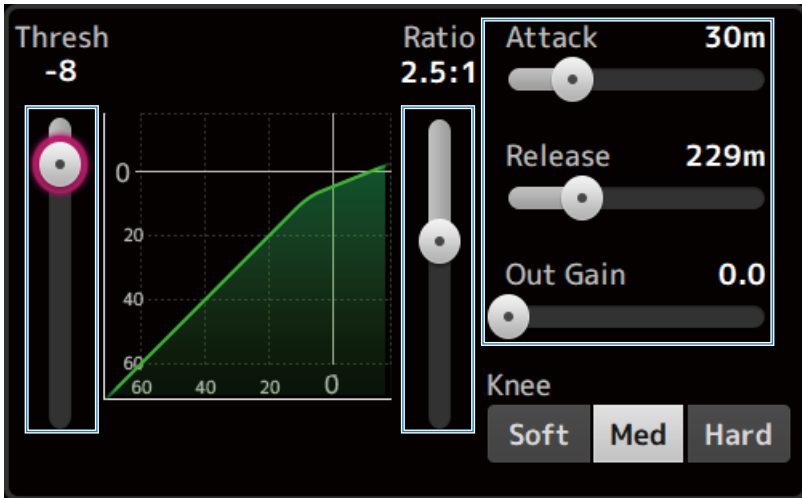 Thresh
-8
Ratio
2.5:1
Attack 30m
Release 229m
Out Gain 0.0
0
20
40
60
60 40 20 0
Knee
Soft Med Hard